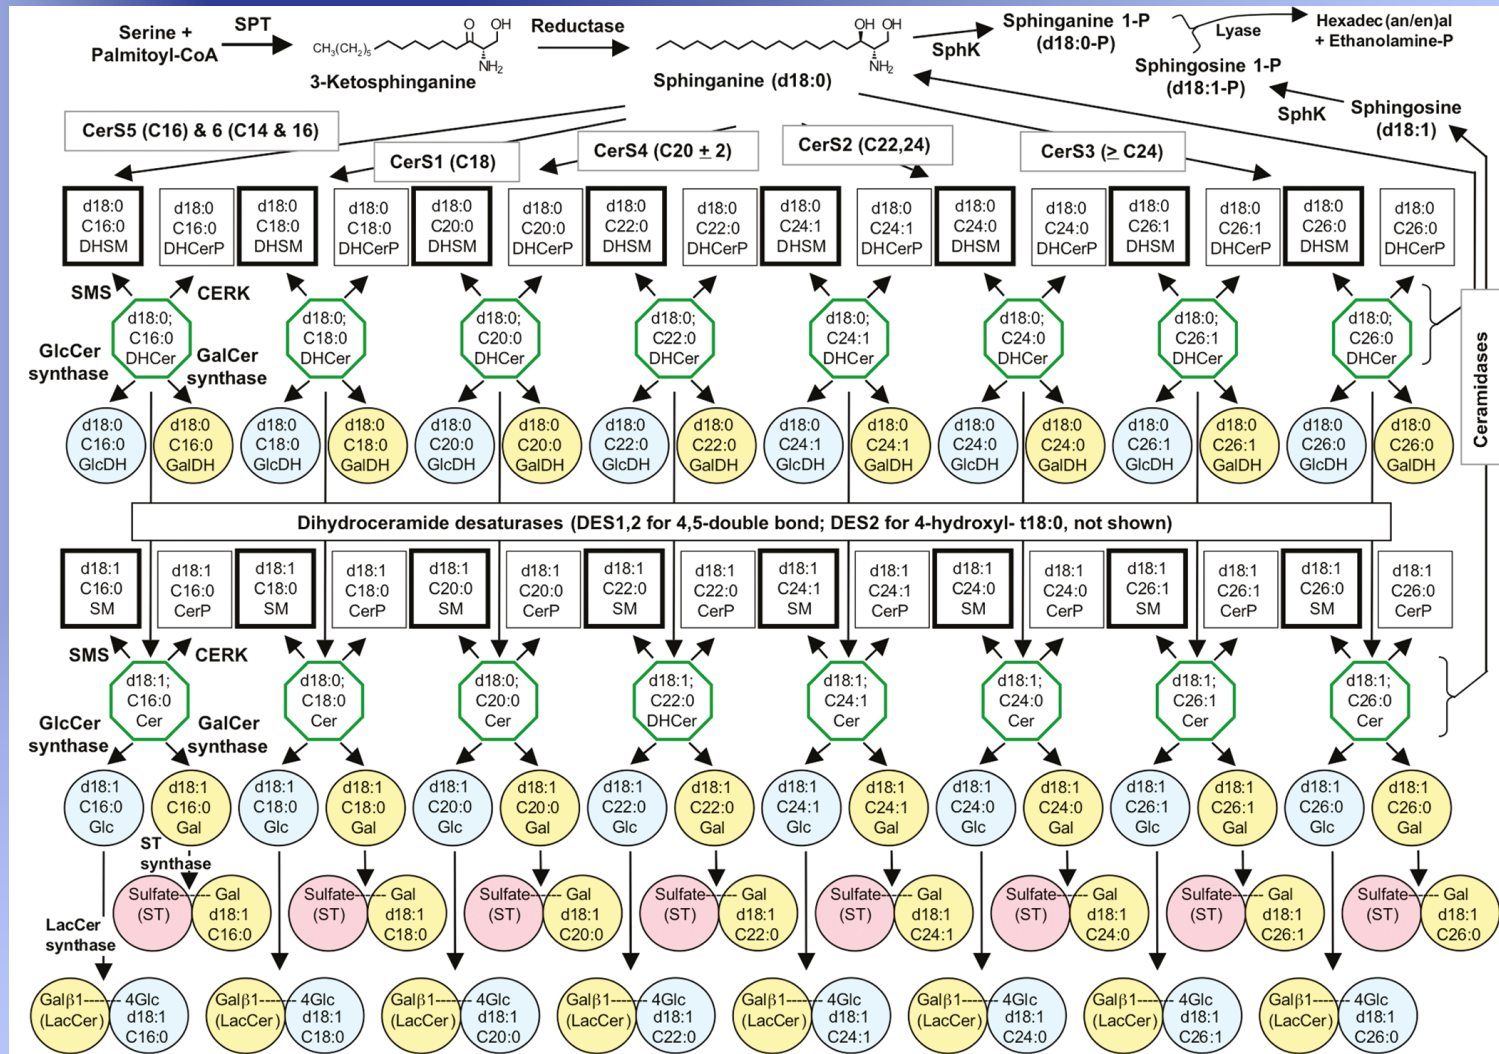 Serine +
Palmitoyl-CoA
SPT
CH3(CH2)5
O
OH
NH2
3-Ketosphinganine
Reductase
OH OH
NH2
Sphinganine (d18:0)
SphK
Sphinganine 1-P
(d18:0-P)
Lyase
Hexadec(an/en)al
+ Ethanolamine-P
Sphingosine 1-P
(d18:1-P)
SphK
Sphingosine
(d18:1)
CerS5 (C16) & 6 (C14 & 16)
CerS1 (C18)
CerS4 (C20 ± 2)
CerS2 (C22,24)
CerS3 (≥ C24)
d18:0 d18:0 d18:0 d18:0 d18:0 d18:0 d18:0 d18:0 d18:0 d18:0 d18:0 d18:0 d18:0 d18:0 d18:0 d18:0
C16:0 C16:0 C18:0 C18:0 C20:0 C20:0 C22:0 C22:0 C24:1 C24:1 C24:0 C24:0 C26:1 C26:1 C26:0 C26:0
DHSM DHCerP DHSM DHCerP DHSM DHCerP DHSM DHCerP DHSM DHCerP DHSM DHCerP DHSM DHCerP DHSM DHCerP
SMS CERK
d18:0; d18:0; d18:0; d18:0; d18:0; d18:0; d18:0; d18:0;
C16:0 C18:0 C20:0 C22:0 C24:1 C24:0 C26:1 C26:0
DHCer DHCer DHCer DHCer DHCer DHCer DHCer DHCer
GlcCer
synthase
GalCer
synthase
Ceramidases
d18:0 d18:0 d18:0 d18:0 d18:0 d18:0 d18:0 d18:0 d18:0 d18:0 d18:0 d18:0 d18:0 d18:0 d18:0 d18:0
C16:0 C16:0 C18:0 C18:0 C20:0 C20:0 C22:0 C22:0 C24:1 C24:1 C24:0 C24:0 C26:1 C26:1 C26:0 C26:0
GlcDH GalDH GlcDH GalDH GlcDH GalDH GlcDH GalDH GlcDH GalDH GlcDH GalDH GlcDH GalDH GlcDH GalDH
Dihydroceramide desaturases (DES1,2 for 4,5-double bond; DES2 for 4-hydroxyl- t18:0, not shown)
d18:1 d18:1 d18:1 d18:1 d18:1 d18:1 d18:1 d18:1 d18:1 d18:1 d18:1 d18:1 d18:1 d18:1 d18:1 d18:1
C16:0 C16:0 C18:0 C18:0 C20:0 C20:0 C22:0 C22:0 C24:1 C24:1 C24:0 C24:0 C26:1 C26:1 C26:0 C26:0
SM CerP SM CerP SM CerP SM CerP SM CerP SM CerP SM CerP SM CerP
SMS CERK
d18:1; d18:0; d18:0; d18:1; d18:1; d18:1; d18:1; d18:1;
C16:0 C18:0 C20:0 C22:0 C24:1 C24:0 C26:1 C26:0
Cer Cer Cer DHCer Cer Cer Cer Cer
GlcCer
synthase
GalCer
synthase
d18:1 d18:1 d18:1 d18:1 d18:1 d18:1 d18:1 d18:1 d18:1 d18:1 d18:1 d18:1 d18:1 d18:1 d18:1 d18:1
C16:0 C16:0 C18:0 C18:0 C20:0 C20:0 C22:0 C22:0 C24:1 C24:1 C24:0 C24:0 C26:1 C26:1 C26:0 C26:0
Glc Gal Glc Gal Glc Gal Glc Gal Glc Gal Glc Gal Glc Gal Glc Gal
ST
synthase
Sulfate Gal Sulfate Gal Sulfate Gal Sulfate Gal Sulfate Gal Sulfate Gal Sulfate Gal Sulfate Gal
(ST) d18:1 (ST) d18:1 (ST) d18:1 (ST) d18:1 (ST) d18:1 (ST) d18:1 (ST) d18:1 (ST) d18:1
C16:0 C18:0 C20:0 C22:0 C24:1 C24:0 C26:1 C26:0
LacCer
synthase
Galβ1 4Glc Galβ1 4Glc Galβ1 4Glc Galβ1 4Glc Galβ1 4Glc Galβ1 4Glc Galβ1 4Glc Galβ1 4Glc
(LacCer) d18:1 (LacCer) d18:1 (LacCer) d18:1 (LacCer) d18:1 (LacCer) d18:1 (LacCer) d18:1 (LacCer) d18:1 (LacCer) d18:1
C16:0 C18:0 C20:0 C22:0 C24:1 C24:0 C26:1 C26:0